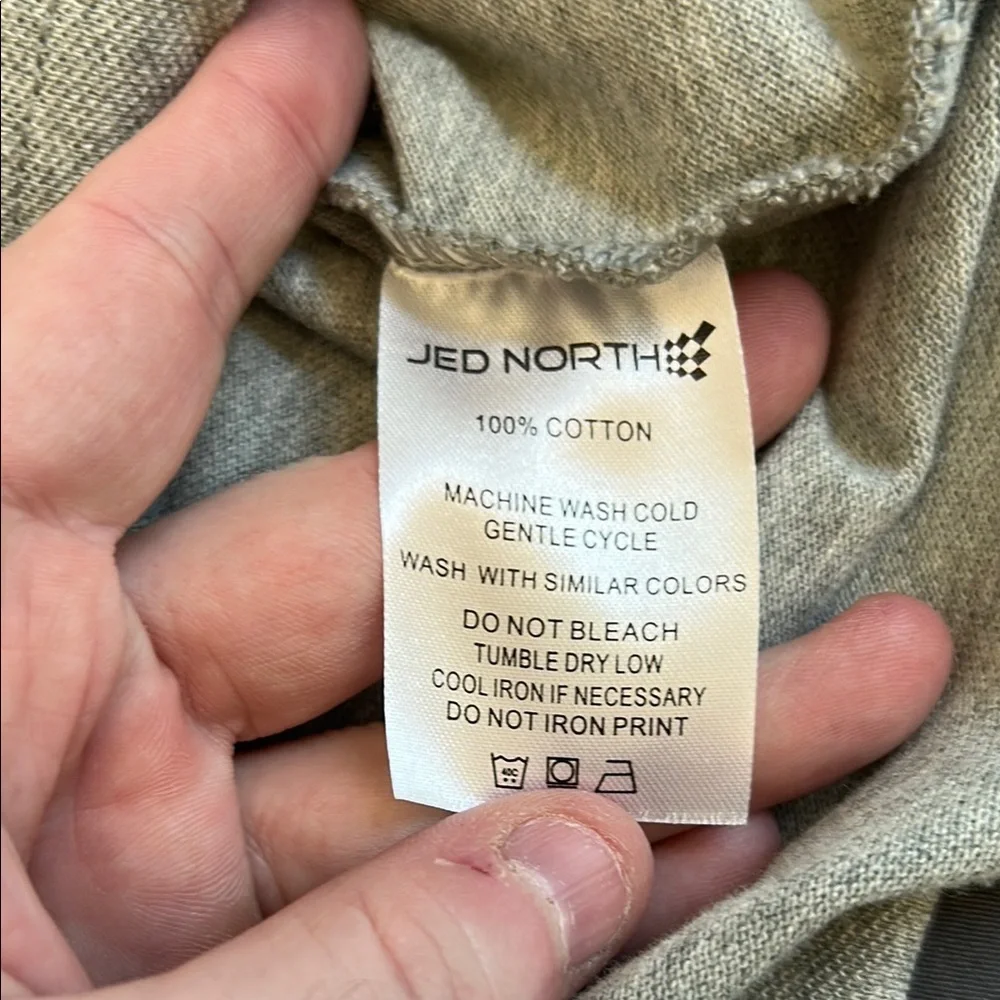 JED NORTH
100% COTTON
MACHINE WASH COLD
GENTLE CYCLE
WASH WITH SIMILAR COLORS
DO NOT BLEACH
TUMBLE DRY LOW
COOL IRON IF NECESSARY
DO NOT IRON PRINT
40C